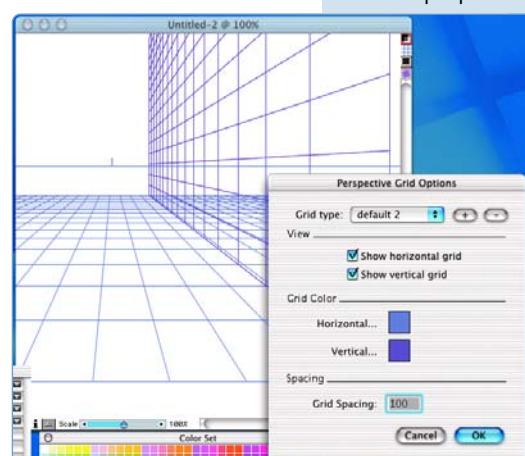 Untitled-2 @ 100%
Perspective Grid Options
Grid type: default 2
View
Show horizontal grid
Show vertical grid
Grid Color
Horizontal...
Vertical...
Spacing
Grid Spacing: 100
Cancel OK
Scale 100%
Color Set